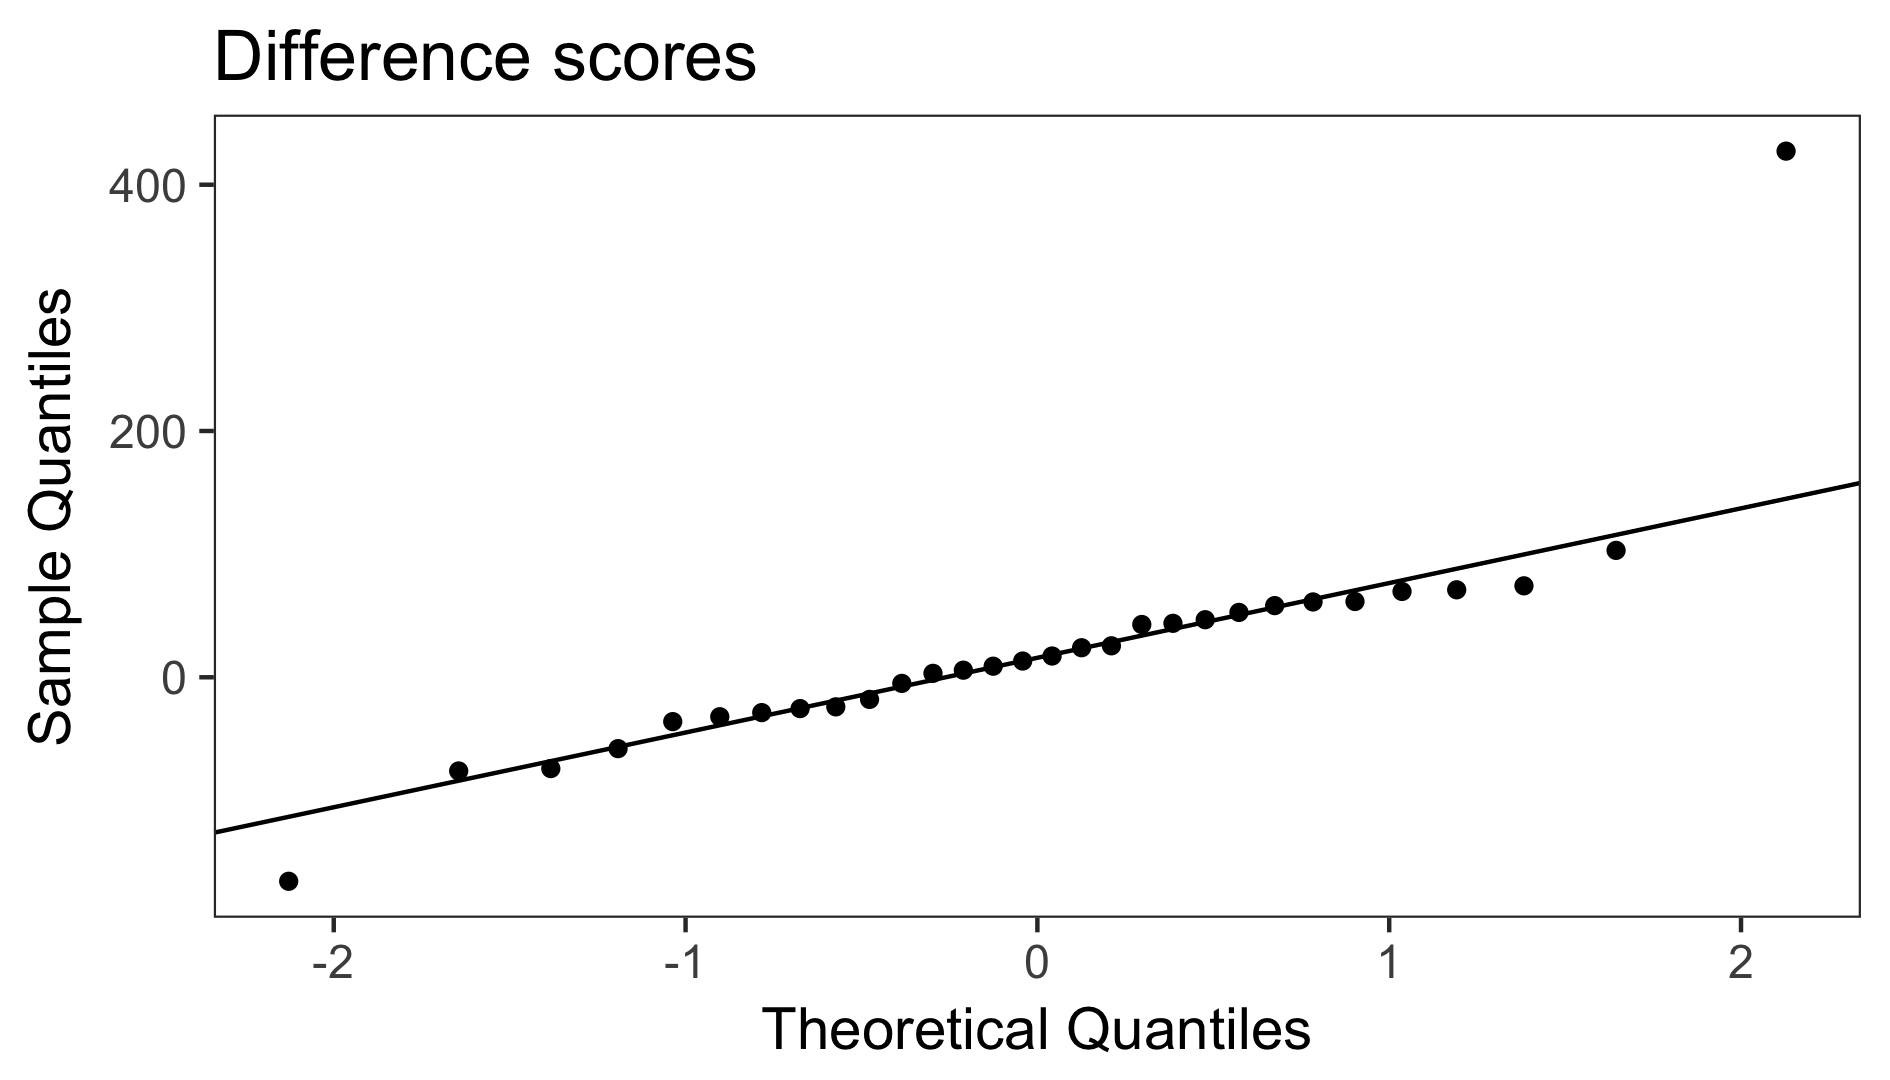 Difference scores
400
200
0
Sample Quantiles
-2
-1
0
1
2
Theoretical Quantiles